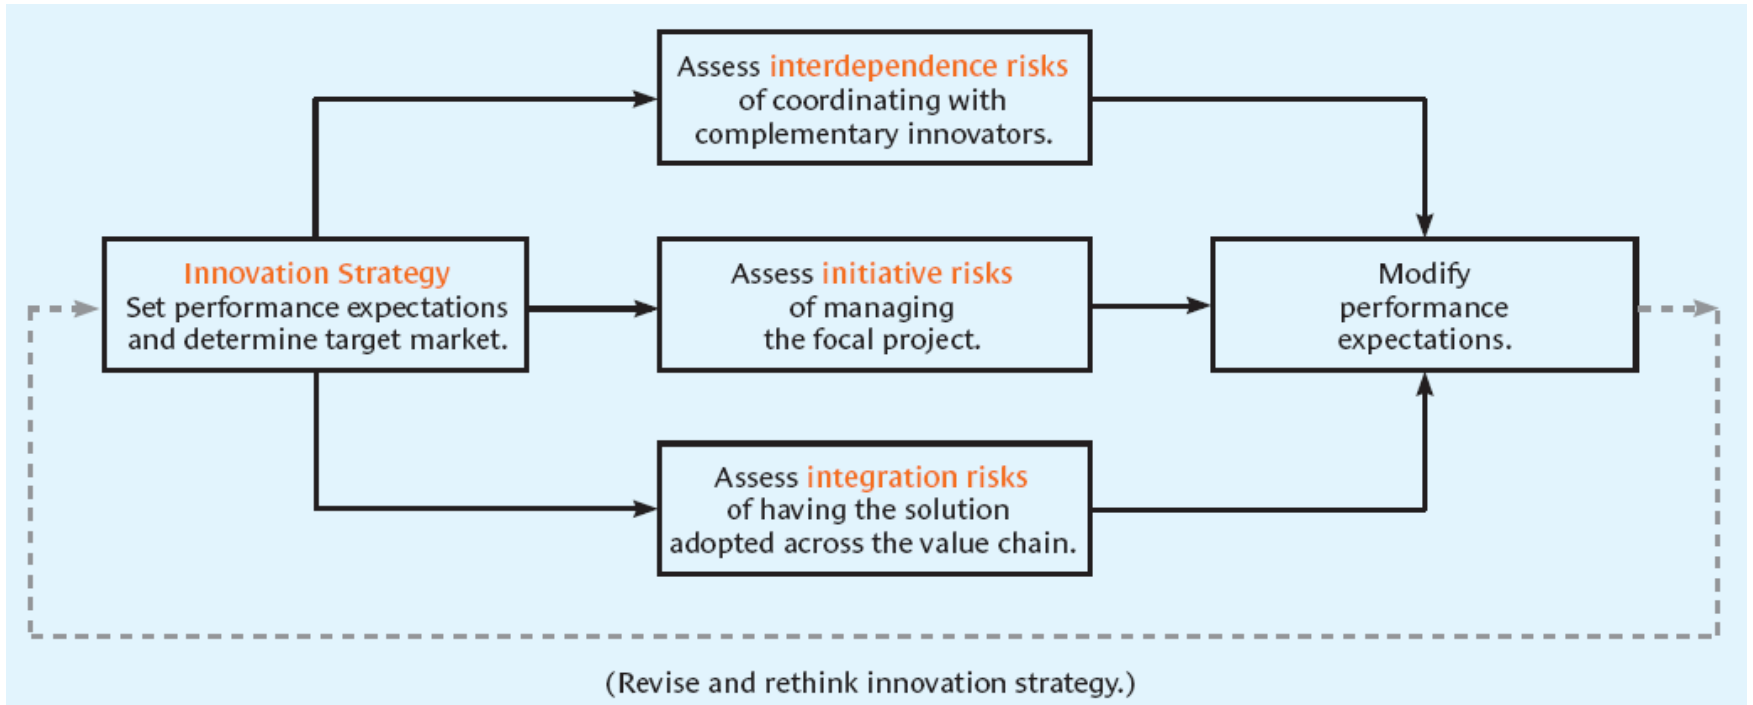 Assess interdependence risks
of coordinating with
complementary innovators.
Innovation Strategy
Set performance expectations
and determine target market.
Assess initiative risks
of managing
the focal project.
Modify
performance
expectations.
Assess integration risks
of having the solution
adopted across the value chain.
(Revise and rethink innovation strategy.)